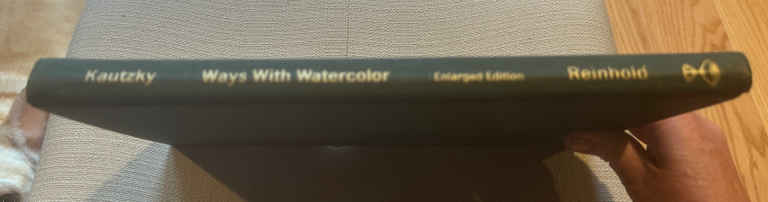 Kautzky Ways With Watercolor Enlarged Edition Reinhold